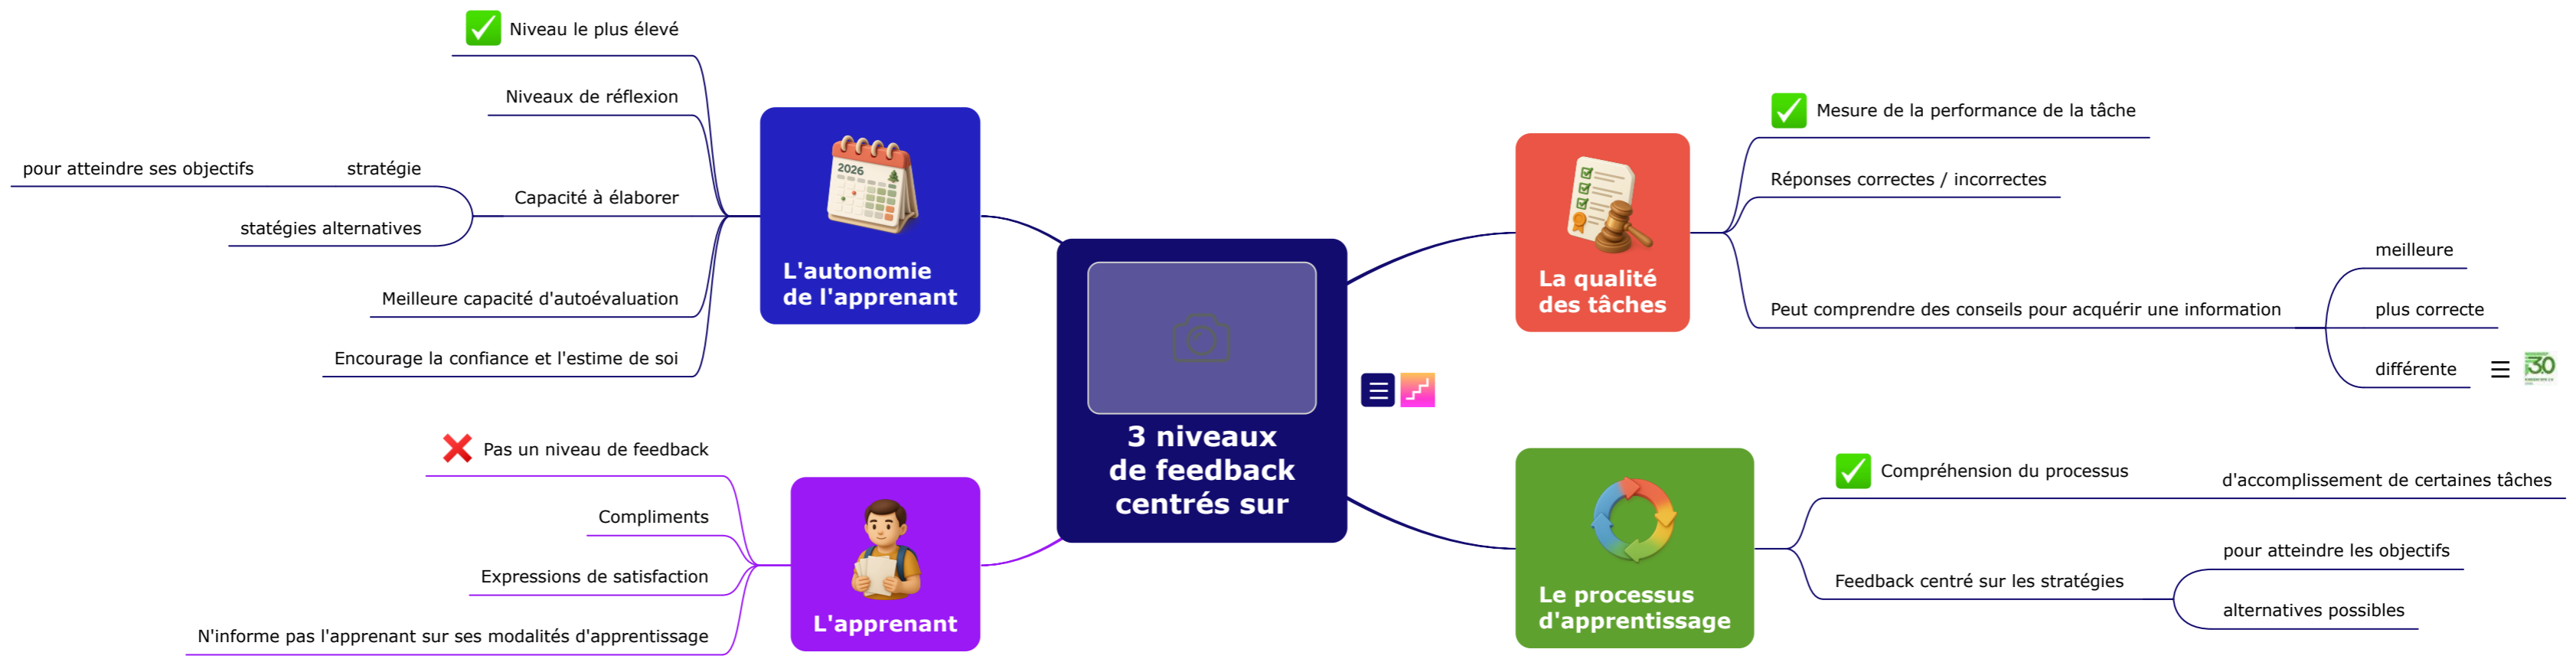 3 niveaux
de feedback
centrés sur
La qualité
des tâches
Mesure de la performance de la tâche
Réponses correctes / incorrectes
Peut comprendre des conseils pour acquérir une information
meilleure
plus correcte
différente
3.0
Le processus
d'apprentissage
Compréhension du processus
d'accomplissement de certaines tâches
Feedback centré sur les stratégies
pour atteindre les objectifs
alternatives possibles
L'autonomie
de l'apprenant
2026
Niveau le plus élevé
Niveaux de réflexion
Capacité à élaborer
stratégie
pour atteindre ses objectifs
statégies alternatives
Meilleure capacité d'autoévaluation
Encourage la confiance et l'estime de soi
L'apprenant
Pas un niveau de feedback
Compliments
Expressions de satisfaction
N'informe pas l'apprenant sur ses modalités d'apprentissage